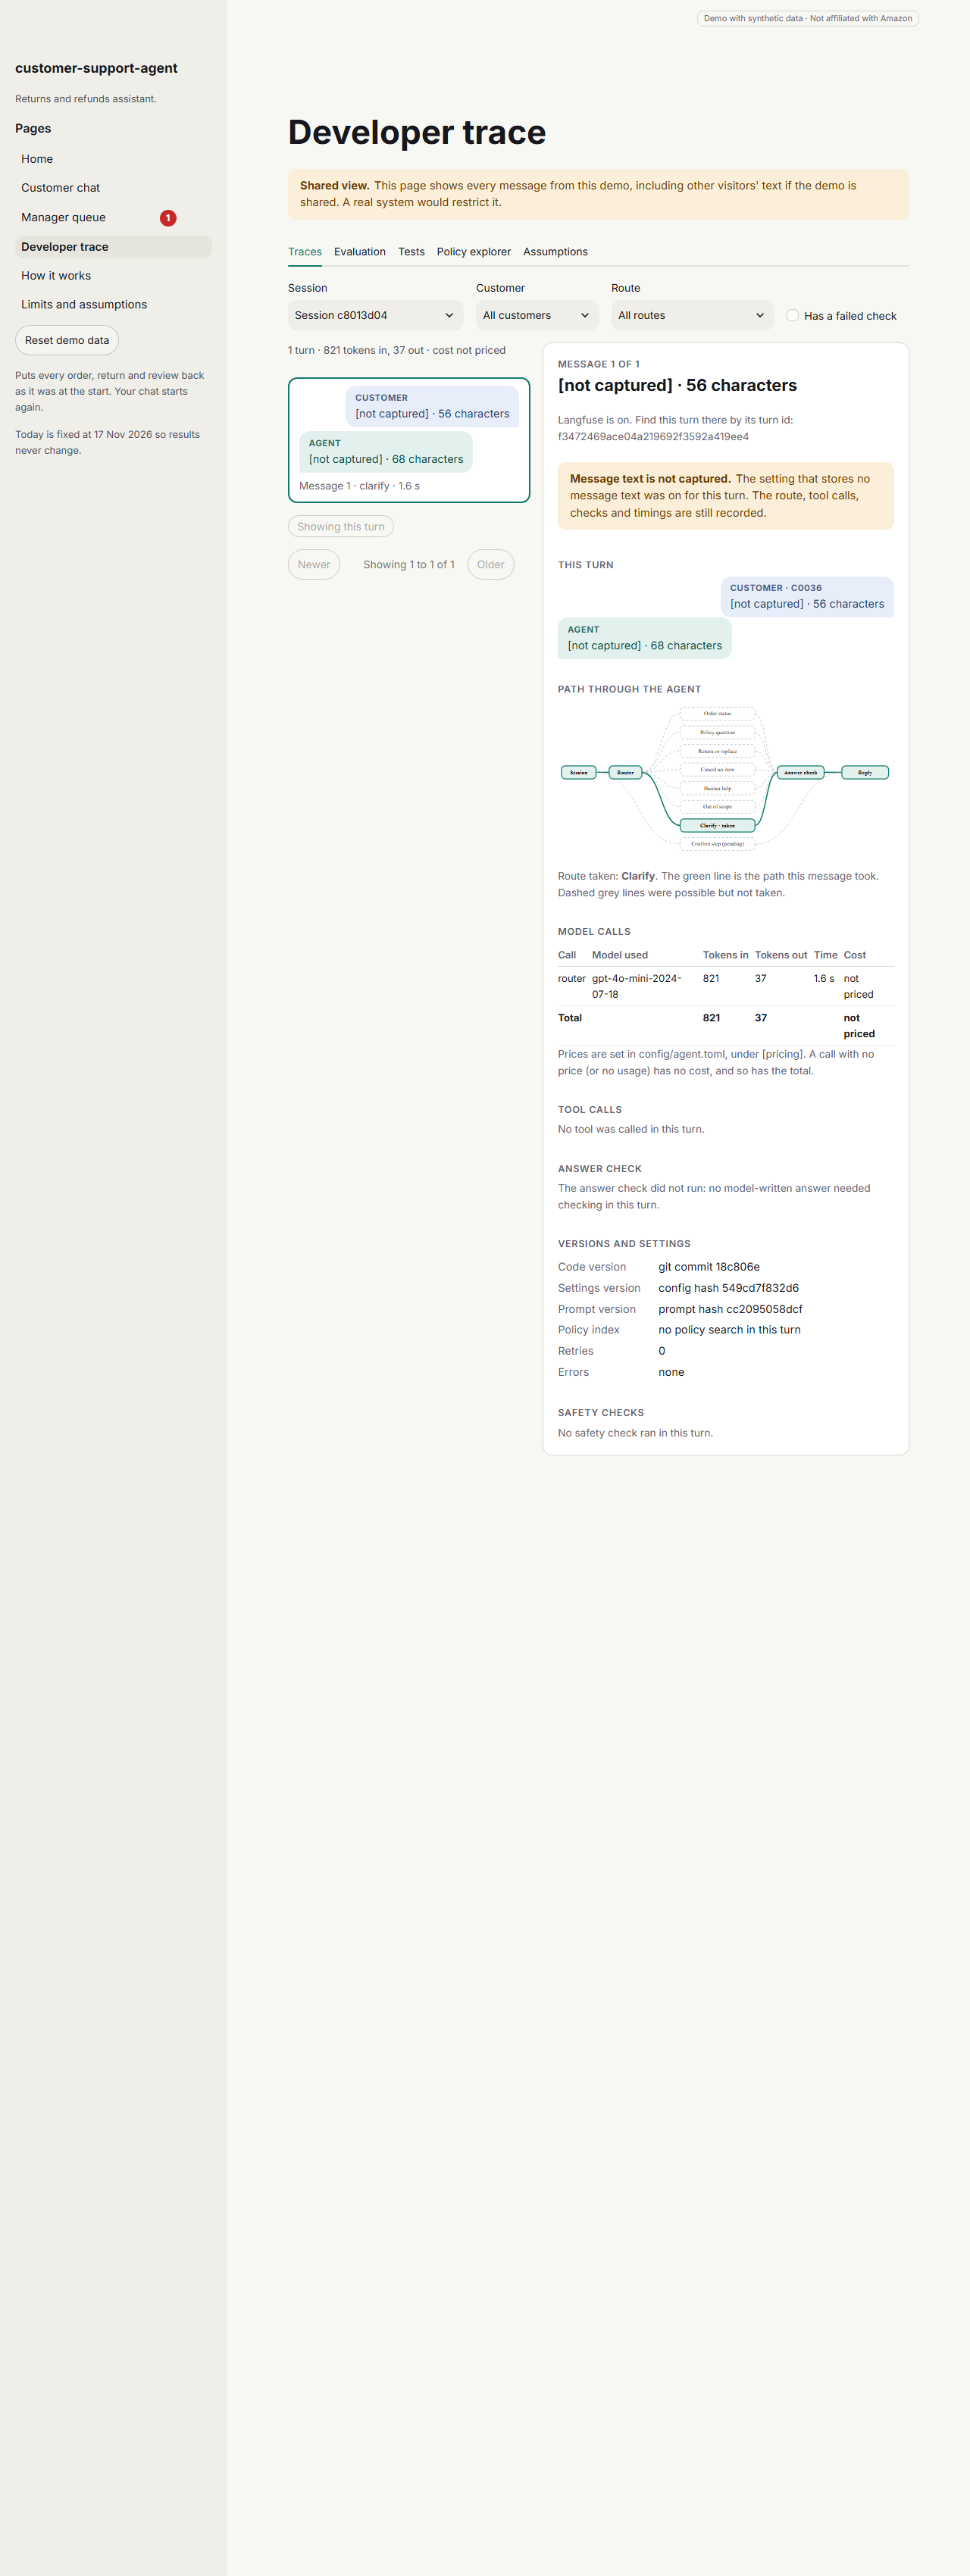 Demo with synthetic data · Not affiliated with Amazon
customer-support-agent
Returns and refunds assistant.
Pages
Home
Customer chat
Manager queue 1
Developer trace
How it works
Limits and assumptions
Reset demo data
Puts every order, return and review back
as it was at the start. Your chat starts
again.
Today is fixed at 17 Nov 2026 so results
never change.
Developer trace
Shared view. This page shows every message from this demo, including other visitors' text if the demo is
shared. A real system would restrict it.
Traces Evaluation Tests Policy explorer Assumptions
Session Customer Route
Session c8013d04 All customers All routes Has a failed check
1 turn · 821 tokens in, 37 out · cost not priced
CUSTOMER
[not captured] · 56 characters
AGENT
[not captured] · 68 characters
Message 1 · clarify · 1.6 s
Showing this turn
Newer Showing 1 to 1 of 1 Older
MESSAGE 1 OF 1
[not captured] · 56 characters
Langfuse is on. Find this turn there by its turn id:
f3472469ace04a219692f3592a419ee4
Message text is not captured. The setting that stores no
message text was on for this turn. The route, tool calls,
checks and timings are still recorded.
THIS TURN
CUSTOMER · C0036
[not captured] · 56 characters
AGENT
[not captured] · 68 characters
PATH THROUGH THE AGENT
Order status
Policy question
Return or replace
Session Router Cancel an item Answer check Reply
Human help
Out of scope
Clarify · taken
Confirm step (pending)
Route taken: Clarify. The green line is the path this message took.
Dashed grey lines were possible but not taken.
MODEL CALLS
Call Model used Tokens in Tokens out Time Cost
router gpt-4o-mini-2024- 821 37 1.6 s not
07-18 priced
Total 821 37 not
priced
Prices are set in config/agent.toml, under [pricing]. A call with no
price (or no usage) has no cost, and so has the total.
TOOL CALLS
No tool was called in this turn.
ANSWER CHECK
The answer check did not run: no model-written answer needed
checking in this turn.
VERSIONS AND SETTINGS
Code version git commit 18c806e
Settings version config hash 549cd7f832d6
Prompt version prompt hash cc2095058dcf
Policy index no policy search in this turn
Retries 0
Errors none
SAFETY CHECKS
No safety check ran in this turn.